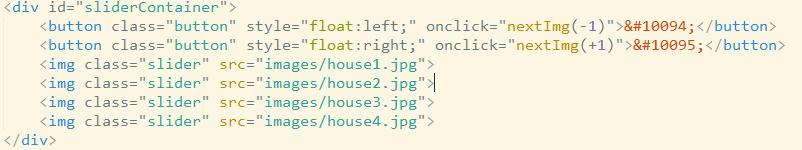 <div id="sliderContainer">
    <button class="button" style="float:left;" onclick="nextImg(-1)">&#10094;</button>
    <button class="button" style="float:right;" onclick="nextImg(+1)">&#10095;</button>
    <img class="slider" src="images/house1.jpg">
    <img class="slider" src="images/house2.jpg">
    <img class="slider" src="images/house3.jpg">
    <img class="slider" src="images/house4.jpg">
</div>